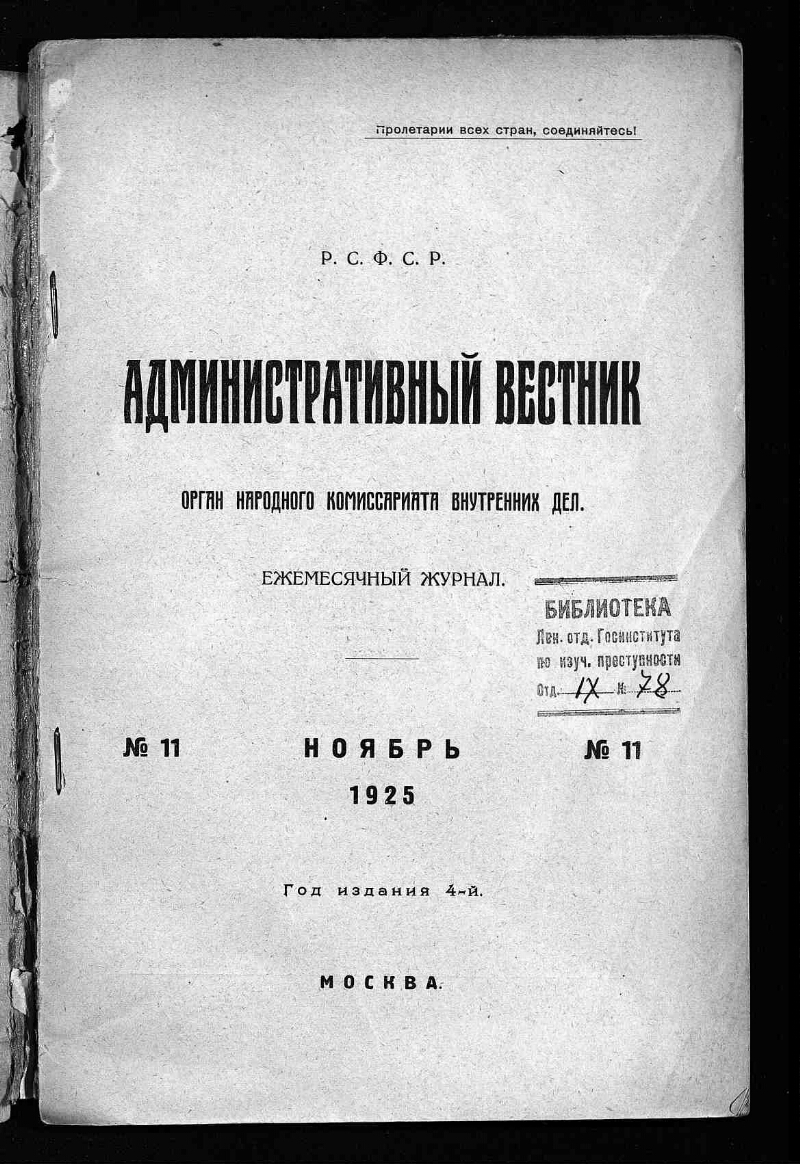 Пролетарии всех стран, соединяйтесь!
Р. С. Ф. С. Р.
АДМИНИСТРАТИВНЫЙ ВЕСТНИК
ОРГАН НАРОДНОГО КОМИССАРИАТА ВНУТРЕННИХ ДЕЛ.
ЕЖЕМЕСЯЧНЫЙ ЖУРНАЛ.
БИБЛИОТЕКА
Лен. отд. Госинститута
по изуч. преступности
Отд. IX № 78
№ 11 НОЯБРЬ № 11
1925
Год издания 4-й.
МОСКВА.